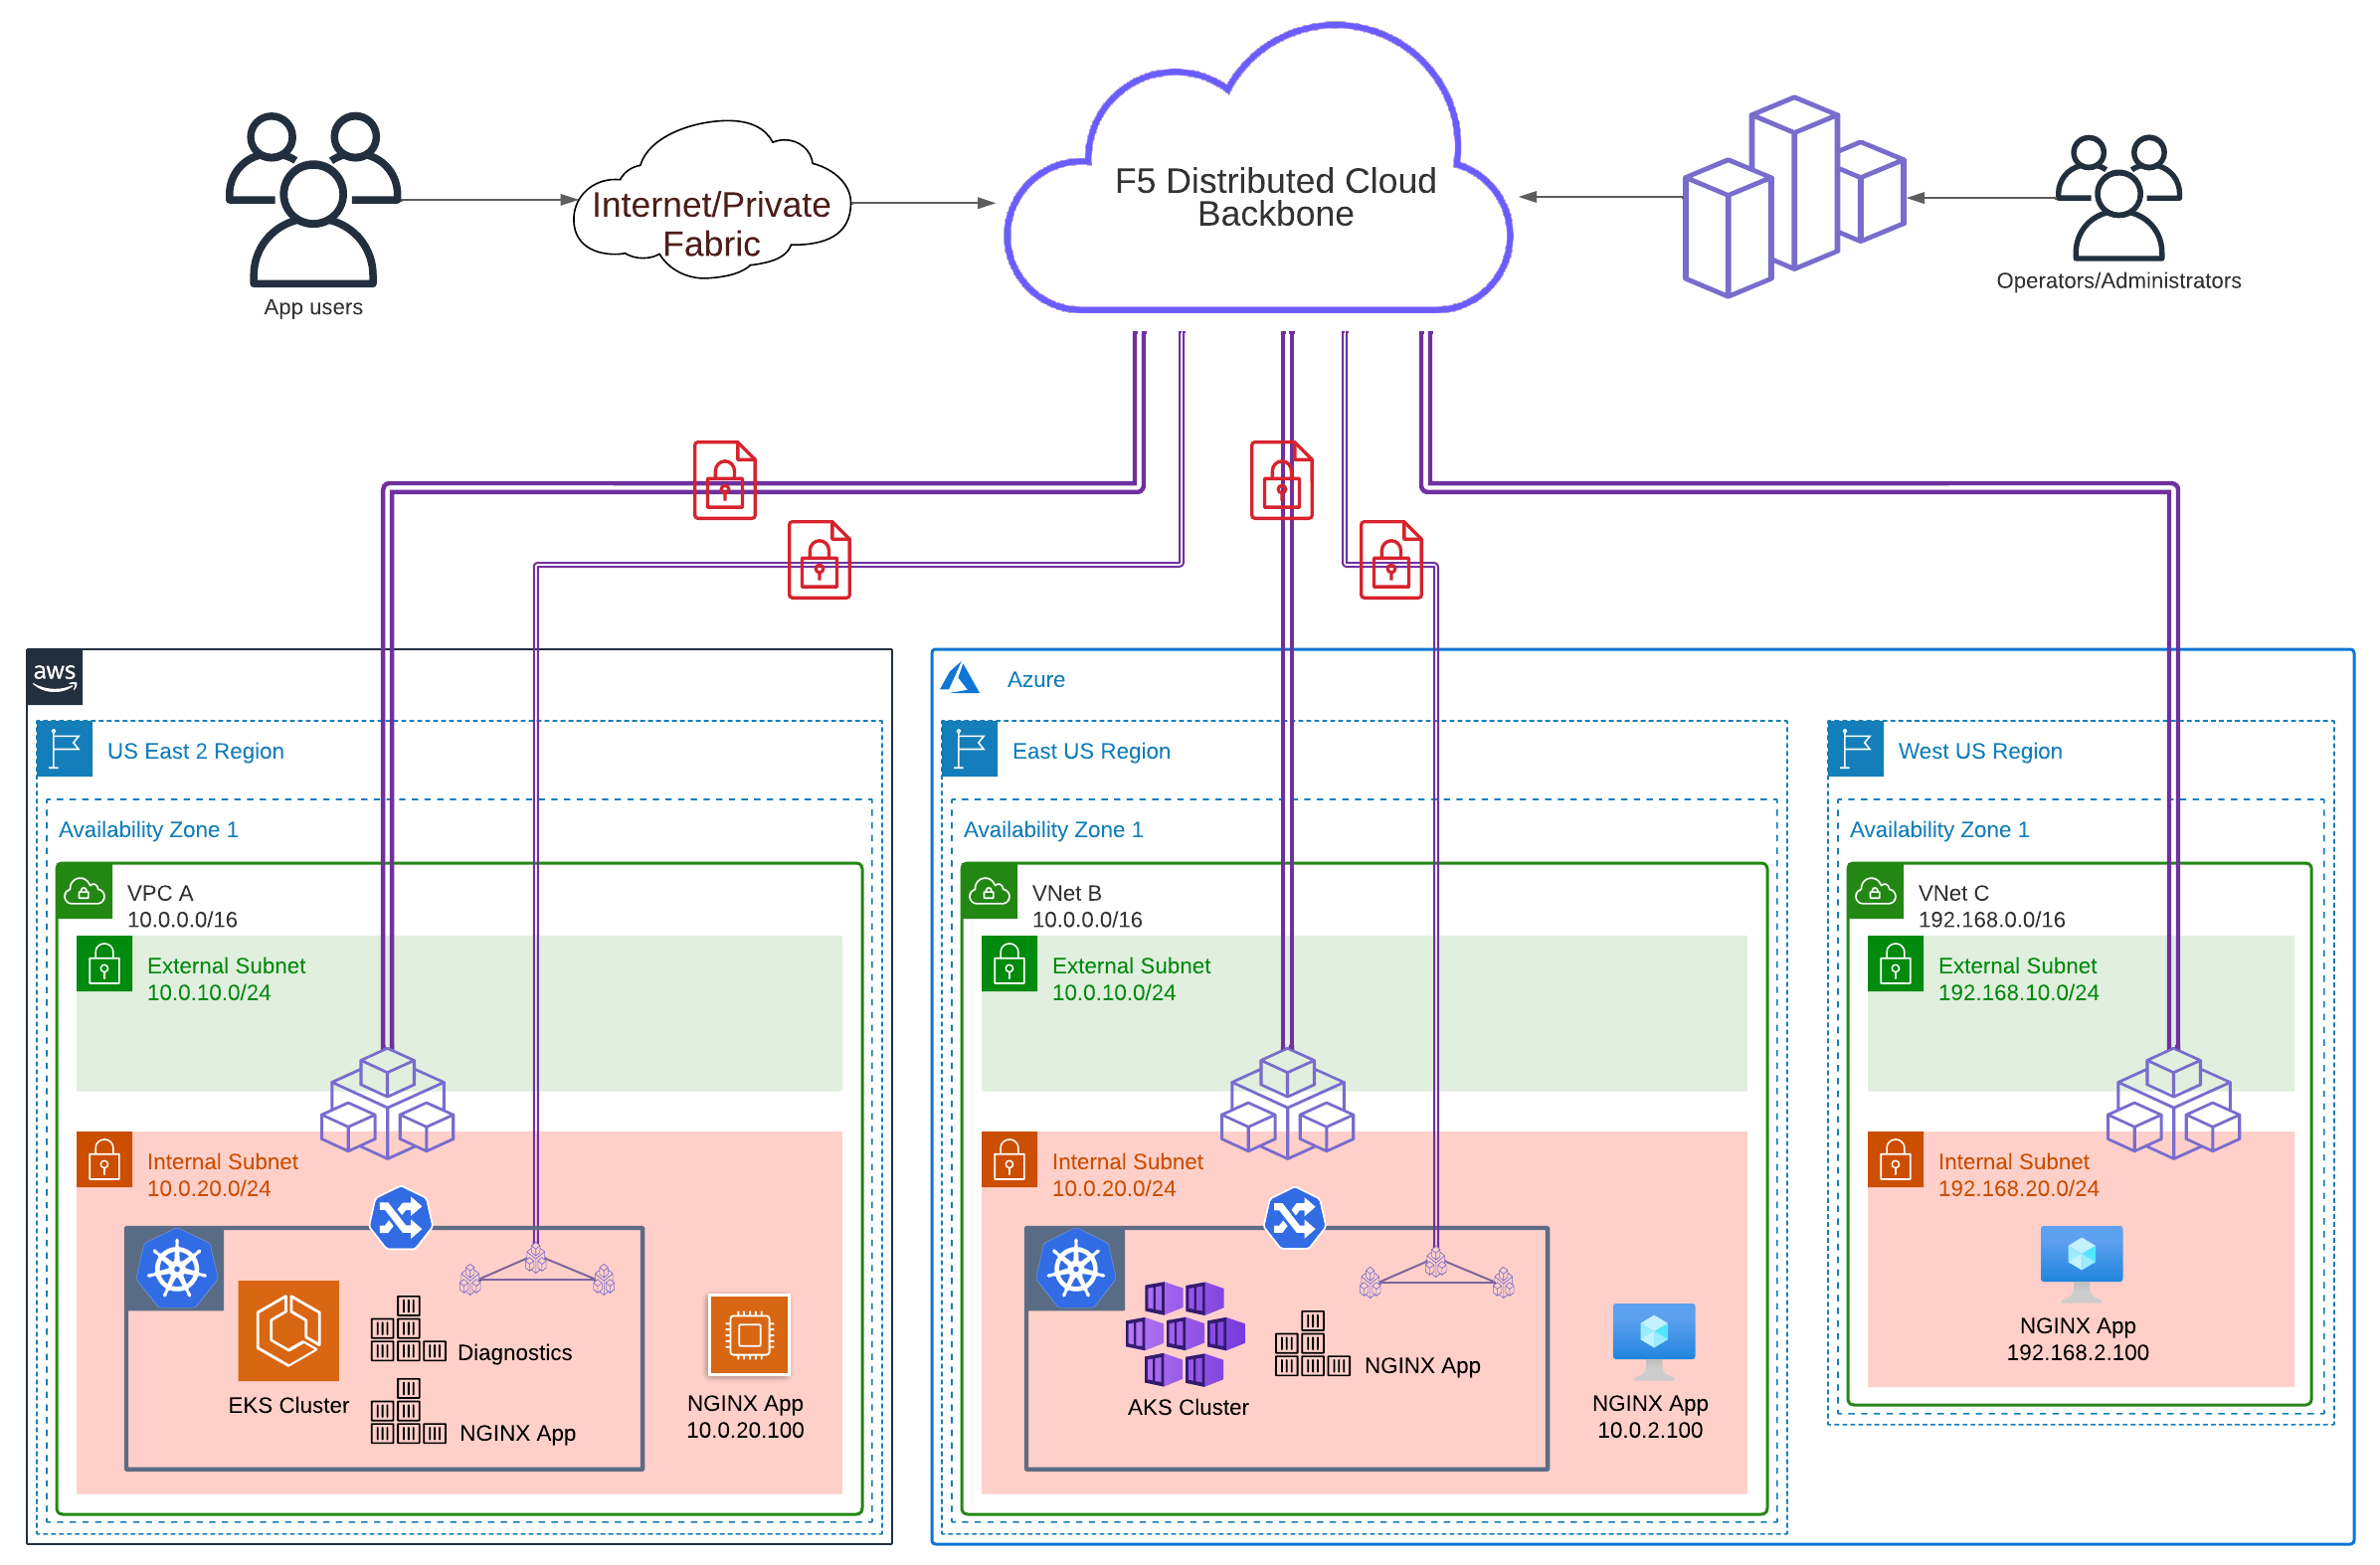 F5 Distributed Cloud
Backbone
Internet/Private
Fabric
App users
Operators/Administrators
aws
US East 2 Region
Availability Zone 1
VPC A
10.0.0.0/16
External Subnet
10.0.10.0/24
Internal Subnet
10.0.20.0/24
EKS Cluster
Diagnostics
NGINX App
NGINX App
10.0.20.100
Azure
East US Region
Availability Zone 1
VNet B
10.0.0.0/16
External Subnet
10.0.10.0/24
Internal Subnet
10.0.20.0/24
AKS Cluster
NGINX App
NGINX App
10.0.2.100
West US Region
Availability Zone 1
VNet C
192.168.0.0/16
External Subnet
192.168.10.0/24
Internal Subnet
192.168.20.0/24
NGINX App
192.168.2.100